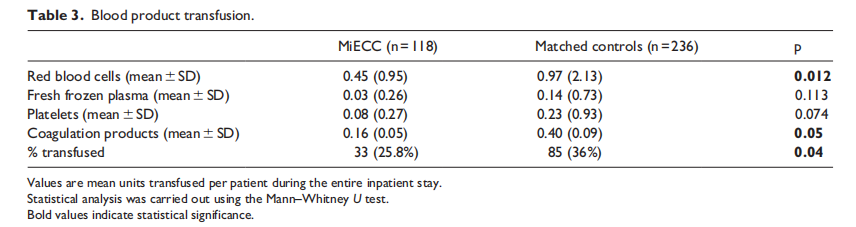 Table 3. Blood product transfusion.
MiECC (n = 118) Matched controls (n = 236) p
Red blood cells (mean ± SD) 0.45 (0.95) 0.97 (2.13) 0.012
Fresh frozen plasma (mean ± SD) 0.03 (0.26) 0.14 (0.73) 0.113
Platelets (mean ± SD) 0.08 (0.27) 0.23 (0.93) 0.074
Coagulation products (mean ± SD) 0.16 (0.05) 0.40 (0.09) 0.05
% transfused 33 (25.8%) 85 (36%) 0.04
Values are mean units transfused per patient during the entire inpatient stay.
Statistical analysis was carried out using the Mann–Whitney U test.
Bold values indicate statistical significance.